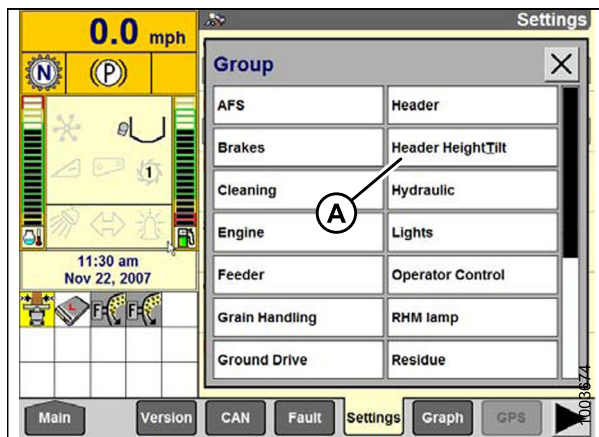 0.0 mph
Settings
N
(P)
Group
AFS
Header
Brakes
Header HeightTilt
1
Cleaning
Hydraulic
A
Engine
Lights
11:30 am
Nov 22, 2007
Feeder
Operator Control
F
F
Grain Handling
RHM lamp
Ground Drive
Residue
Main
Version
CAN
Fault
Settings
Graph
GPS
1003674